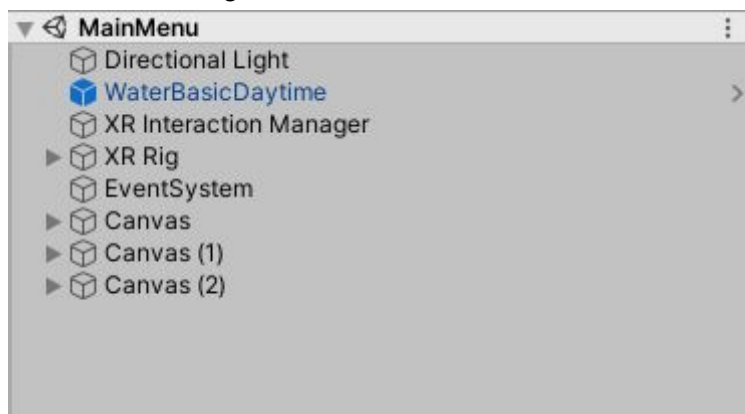 MainMenu
Directional Light
WaterBasicDaytime
XR Interaction Manager
XR Rig
EventSystem
Canvas
Canvas (1)
Canvas (2)